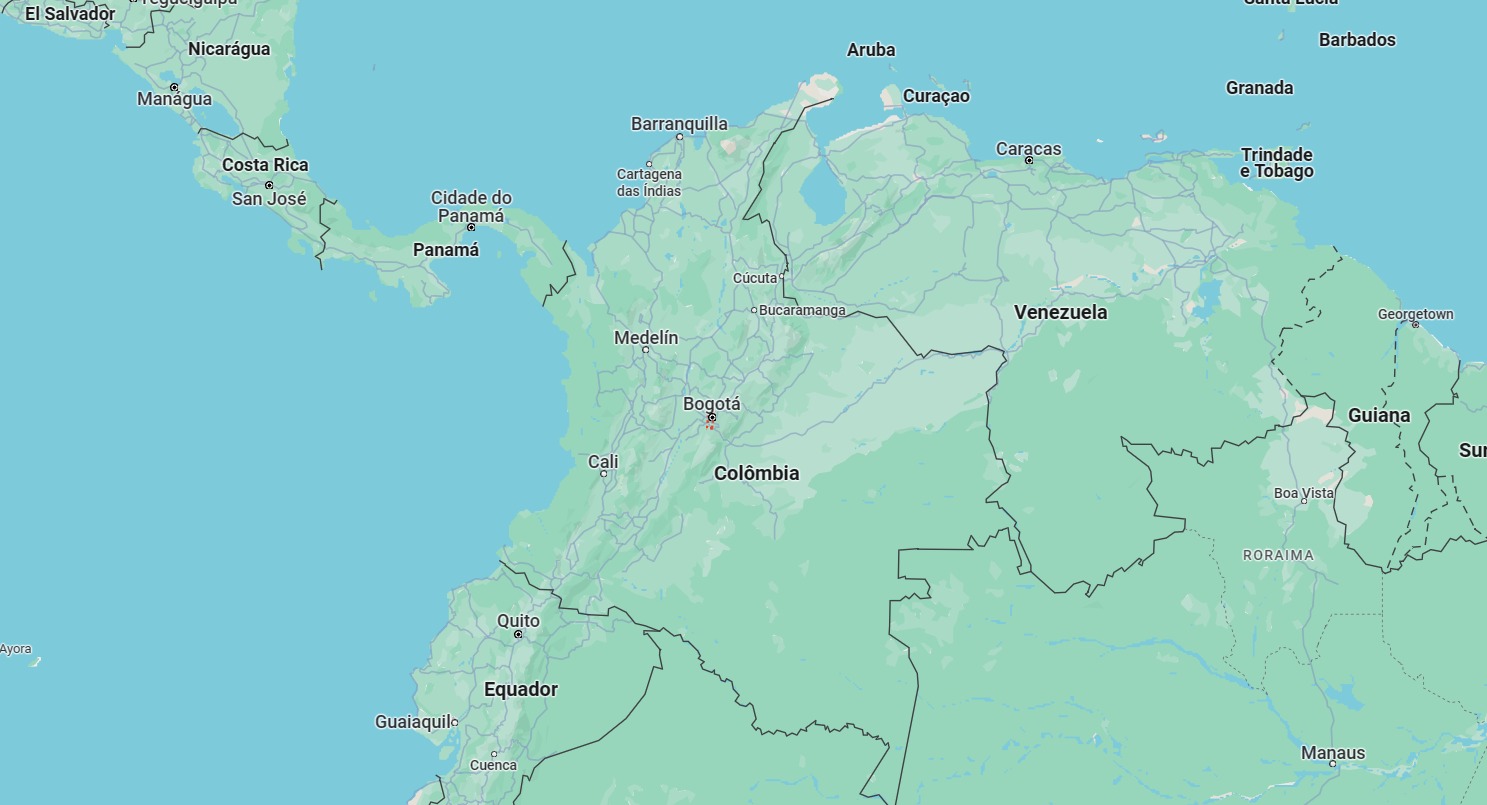 Tegucigalpa
El Salvador
Santa Lúcia
Nicarágua
Barbados
Aruba
Granada
Manágua
Curaçao
Barranquilla
Caracas
Trindade
e Tobago
Costa Rica
Cartagena
das Índias
San José
Cidade do
Panamá
Panamá
Cúcuta
Bucaramanga
Venezuela
Georgetown
Medelín
Bogotá
Guiana
Sur
Cali
Colômbia
Boa Vista
RORAIMA
Quito
Ayora
Equador
Guaiaquil
Manaus
Cuenca